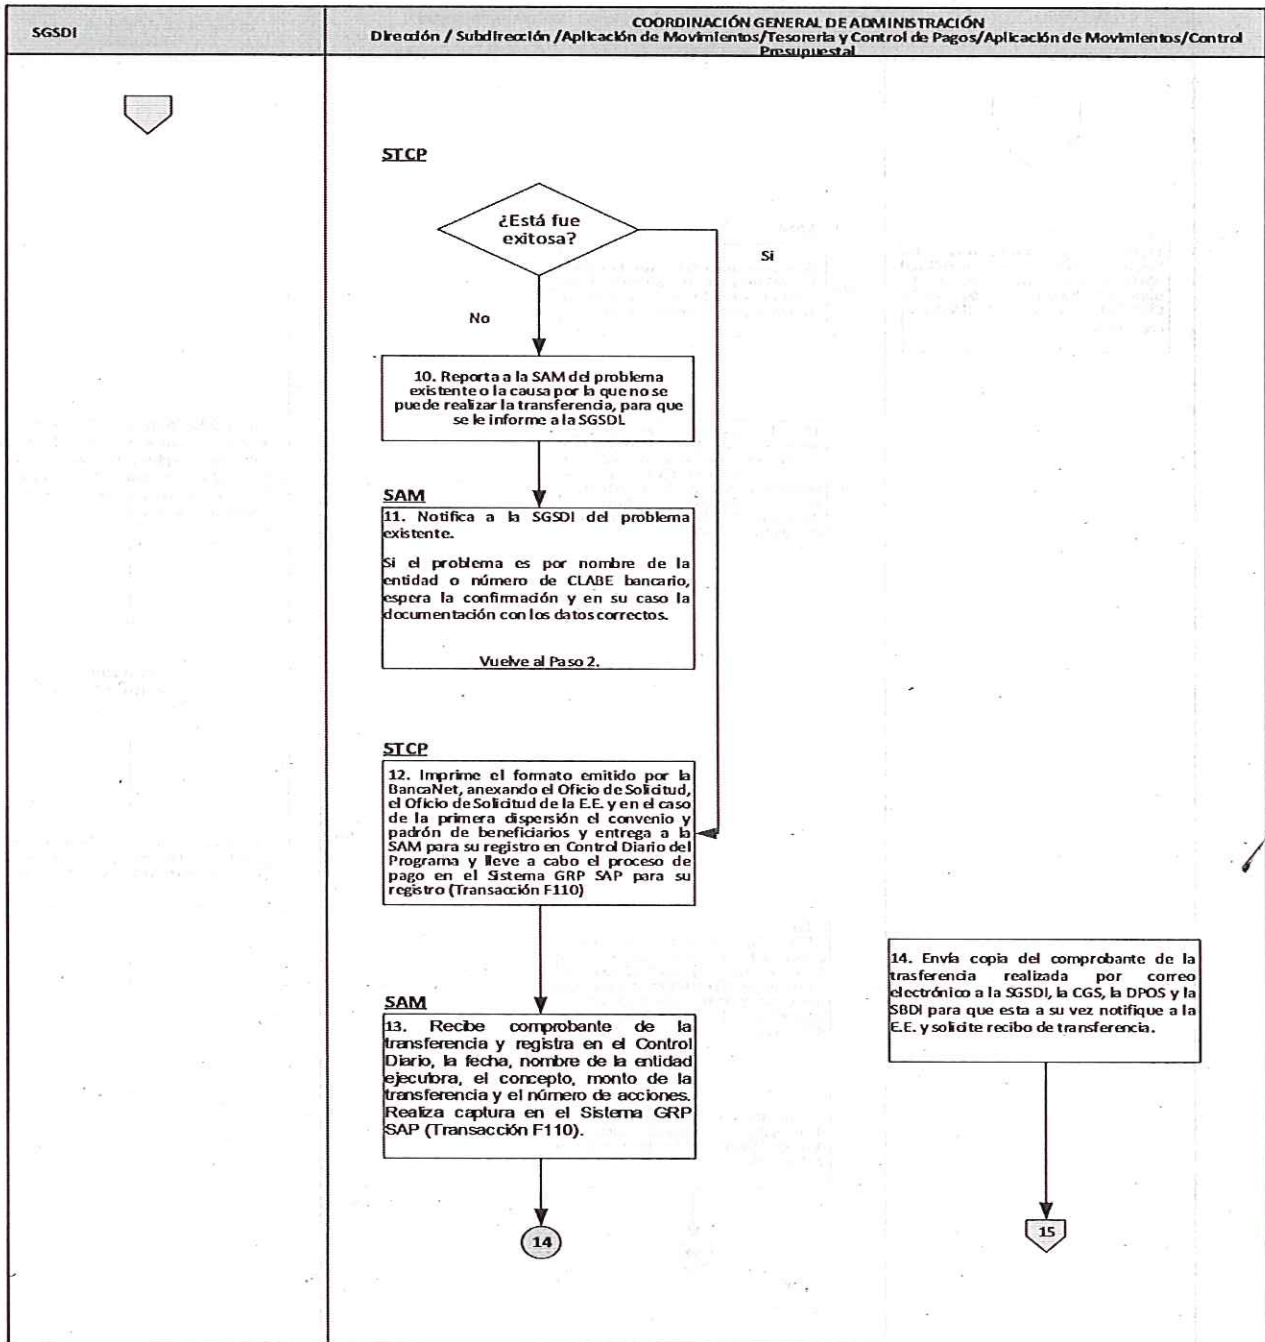 SGSDI
COORDINACIÓN GENERAL DE ADMINISTRACIÓN
Dirección / Subdirección /Aplicación de Movimientos/Tesorería y Control de Pagos/Aplicación de Movimientos/Control
Presupuestal
STCP
¿Está fue
exitosa?
Si
No
10. Reporta a la SAM del problema
existente o la causa por la que no se
puede realizar la transferencia, para que
se le informe a la SGSDI.
SAM
11. Notifica a la SGSDI del problema
existente.
Si el problema es por nombre de la
entidad o número de CLABE bancario,
espera la confirmación y en su caso la
documentación con los datos correctos.
Vuelve al Paso 2.
STCP
12. Imprime el formato emitido por la
BancaNet, anexando el Oficio de Solicitud,
el Oficio de Solicitud de la E.E. y en el caso
de la primera dispersión el convenio y
padrón de beneficiarios y entrega a la
SAM para su registro en Control Diario del
Programa y lleve a cabo el proceso de
pago en el Sistema GRP SAP para su
registro (Transacción F110)
SAM
13. Recibe comprobante de la
transferencia y registra en el Control
Diario, la fecha, nombre de la entidad
ejecutora, el concepto, monto de la
transferencia y el número de acciones.
Realiza captura en el Sistema GRP
SAP (Transacción F110).
14
14. Envía copia del comprobante de la
trasferencia realizada por correo
electrónico a la SGSDI, la CGS, la DPOS y la
SBDI para que esta a su vez notifique a la
E.E. y solicite recibo de transferencia.
15